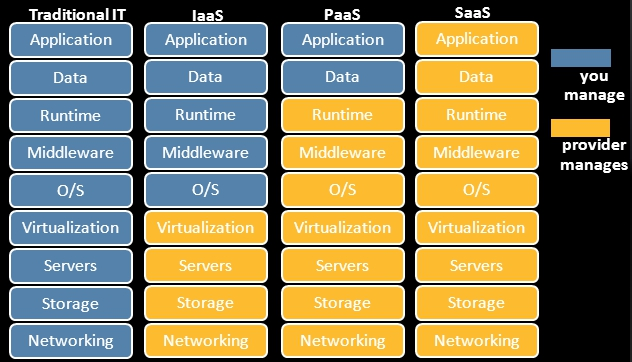 Traditional IT IaaS PaaS SaaS
Application Application Application Application
Data Data Data Data
Runtime Runtime Runtime Runtime
Middleware Middleware Middleware Middleware
O/S O/S O/S O/S
Virtualization Virtualization Virtualization Virtualization
Servers Servers Servers Servers
Storage Storage Storage Storage
Networking Networking Networking Networking
you
manage
provider
manages